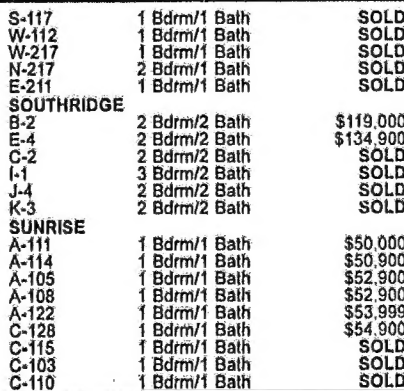 S-117 1 Bdrm/1 Bath SOLD
W-112 1 Bdrm/1 Bath SOLD
W-217 1 Bdrm/1 Bath SOLD
N-217 2 Bdrm/1 Bath SOLD
E-211 1 Bdrm/1 Bath SOLD
SOUTHRIDGE
B-2 2 Bdrm/2 Bath $119,000
E-4 2 Bdrm/2 Bath $134,900
C-2 2 Bdrm/2 Bath SOLD
I-1 3 Bdrm/2 Bath SOLD
J-4 2 Bdrm/2 Bath SOLD
K-3 2 Bdrm/2 Bath SOLD
SUNRISE
A-111 1 Bdrm/1 Bath $50,000
A-114 1 Bdrm/1 Bath $50,900
A-105 1 Bdrm/1 Bath $52,900
A-108 1 Bdrm/1 Bath $52,900
A-122 1 Bdrm/1 Bath $53,999
C-128 1 Bdrm/1 Bath $54,900
C-115 1 Bdrm/1 Bath SOLD
C-103 1 Bdrm/1 Bath SOLD
C-110 1 Bdrm/1 Bath SOLD